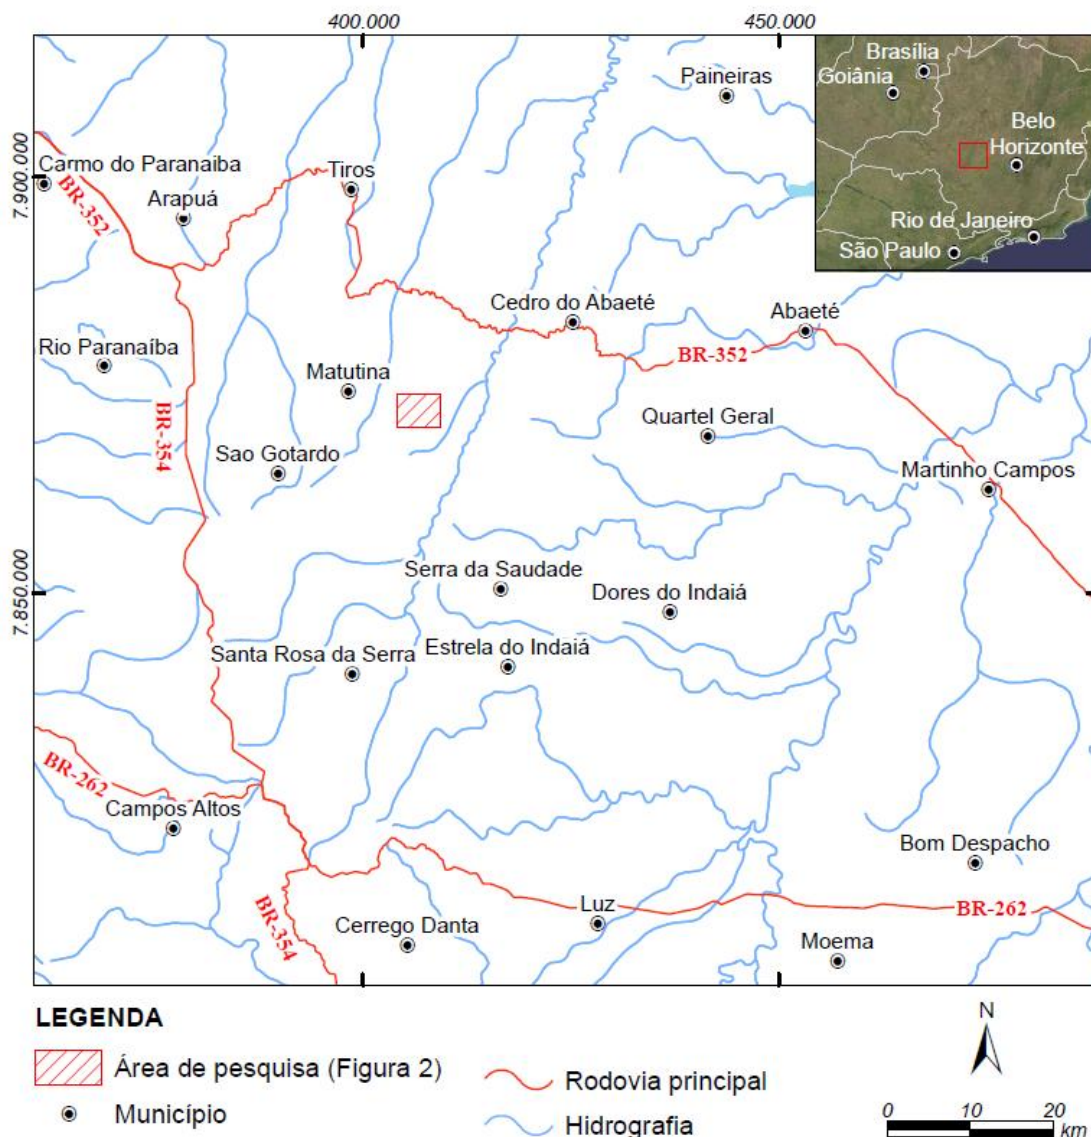 400.000
450.000
7.900.000
7.850.000
Brasília
Goiânia
Belo
Horizonte
Rio de Janeiro
São Paulo
Paineiras
Carmo do Paranaiba
BR-352
Arapuá
Tiros
Cedro do Abaeté
Abaeté
BR-352
Rio Paranaíba
Matutina
BR-354
Quartel Geral
Sao Gotardo
Martinho Campos
Serra da Saudade
Dores do Indaiá
Santa Rosa da Serra
Estrela do Indaiá
BR-262
Campos Altos
Bom Despacho
BR-354
Cerrego Danta
Luz
BR-262
Moema
LEGENDA
Área de pesquisa (Figura 2)
Município
Rodovia principal
Hidrografia
N
0 10 20
km